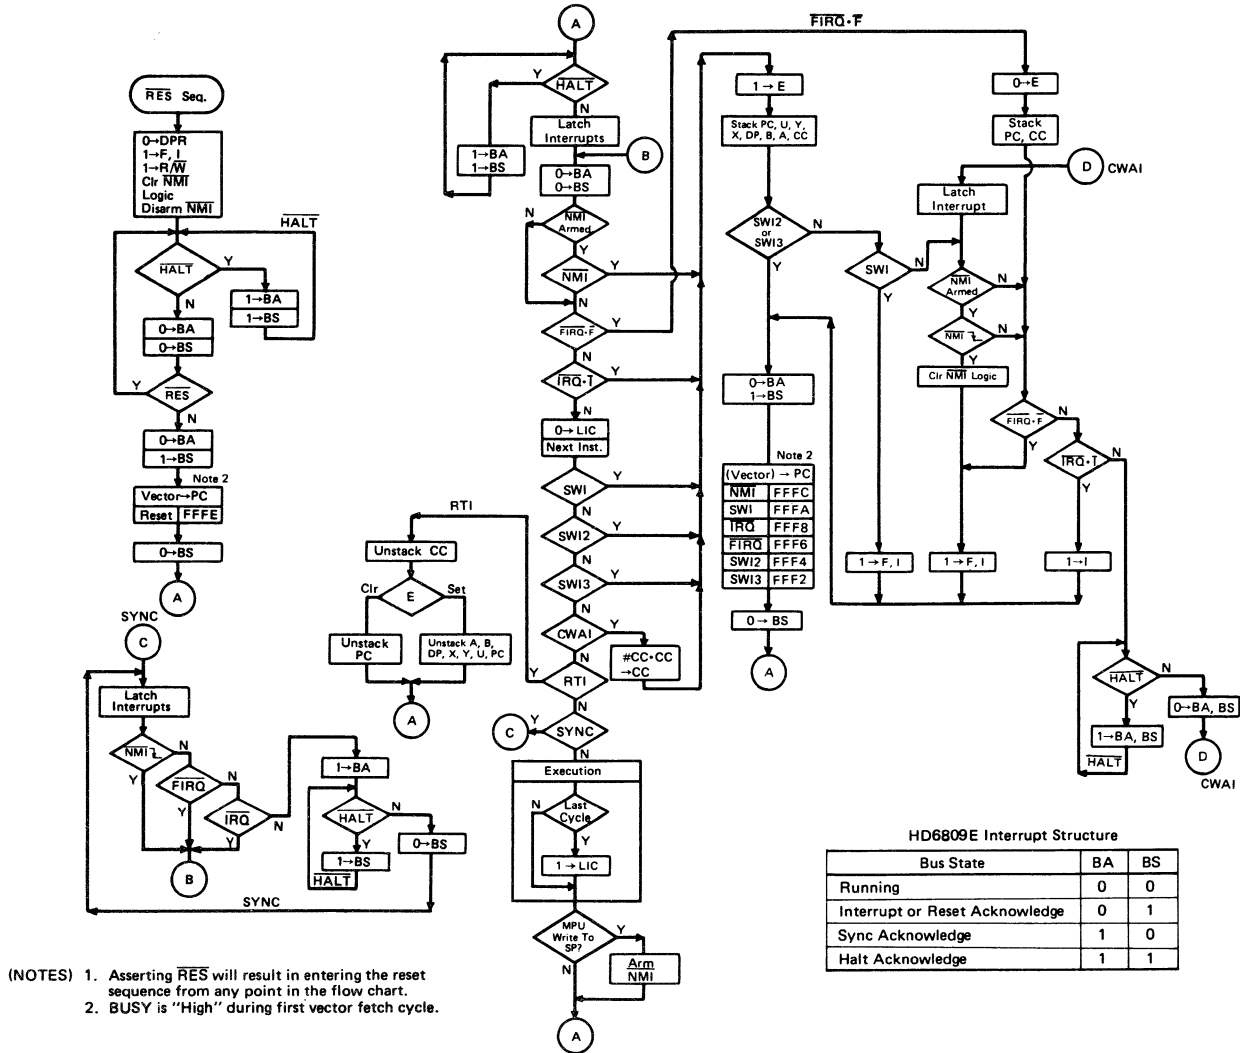 A
FIRQ·F
RES Seq.
0→DPR
1→F, I
1→R/W
Clr NMI
Logic
Disarm NMI
HALT
HALT
Y
N
1→BA
1→BS
0→BA
0→BS
RES
Y
N
0→BA
1→BS
Note 2
Vector→PC
Reset FFFE
0→BS
A
SYNC
C
Latch
Interrupts
NMI
N
Y
FIRQ
N
Y
IRQ
N
Y
B
1→BA
HALT
N
Y
1→BS
HALT
0→BS
SYNC
HALT
Y
N
1→BA
1→BS
Latch
Interrupts
B
0→BA
0→BS
NMI
Armed
N
Y
NMI
Y
N
FIRQ·F
Y
N
IRQ·I
Y
N
0→LIC
Next Inst.
SWI
Y
N
SWI2
Y
N
SWI3
Y
N
CWAI
Y
N
#CC·CC
→CC
RTI
Y
N
SYNC
Y
C
N
RTI
Unstack CC
E
Clr
Set
Unstack
PC
Unstack A, B,
DP, X, Y, U, PC
A
Execution
Last
Cycle
N
Y
1→LIC
MPU
Write To
SP?
Y
N
Arm
NMI
A
1→E
Stack PC, U, Y,
X, DP, B, A, CC
SWI2
or
SWI3
N
Y
SWI
N
Y
0→BA
1→BS
Note 2
(Vector)→PC
NMI FFFC
SWI FFFA
IRQ FFF8
FIRQ FFF6
SWI2 FFF4
SWI3 FFF2
0→BS
A
0→E
Stack
PC, CC
D CWAI
Latch
Interrupt
NMI
Armed
N
Y
NMI
N
Y
Clr NMI Logic
FIRQ·F
N
Y
IRQ·I
N
Y
1→F, I
1→F, I
1→I
HALT
N
Y
1→BA, BS
HALT
0→BA, BS
D
CWAI
HD6809E Interrupt Structure
Bus State BA BS
Running 0 0
Interrupt or Reset Acknowledge 0 1
Sync Acknowledge 1 0
Halt Acknowledge 1 1
(NOTES) 1. Asserting RES will result in entering the reset
sequence from any point in the flow chart.
2. BUSY is "High" during first vector fetch cycle.